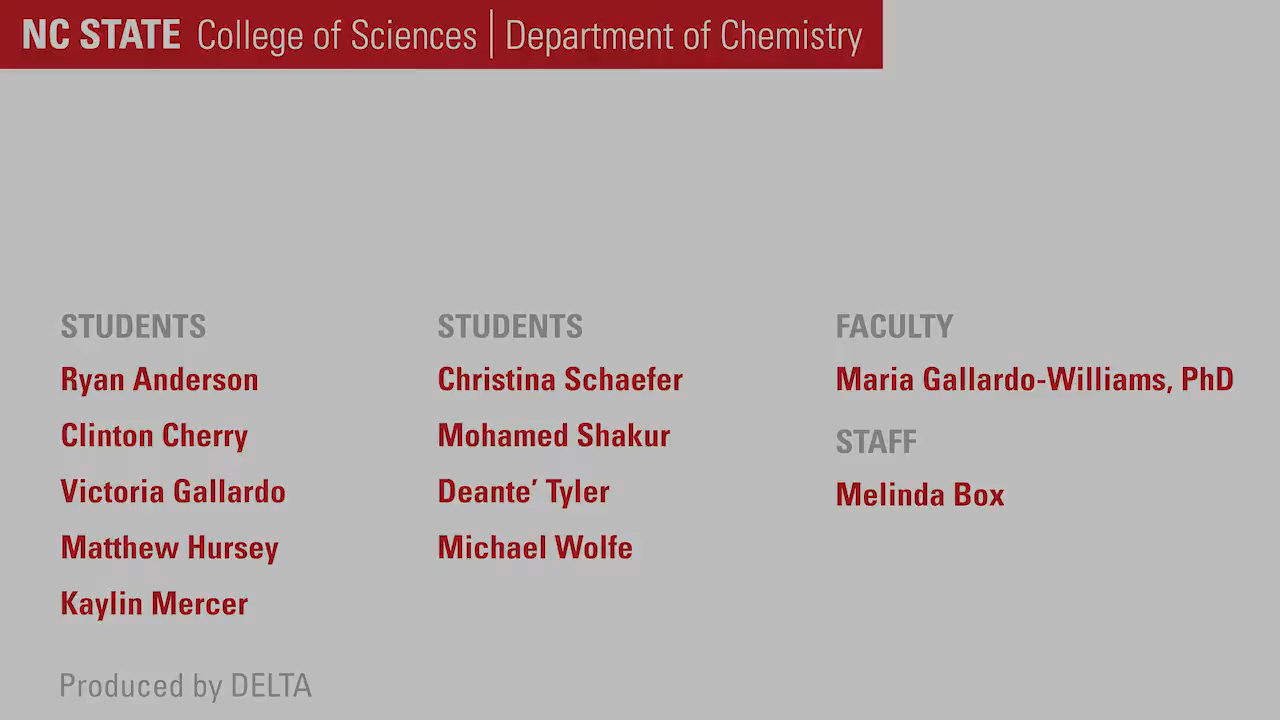 NC STATE College of Sciences | Department of Chemistry
STUDENTS
Ryan Anderson
Clinton Cherry
Victoria Gallardo
Matthew Hursey
Kaylin Mercer
STUDENTS
Christina Schaefer
Mohamed Shakur
Deante’ Tyler
Michael Wolfe
FACULTY
Maria Gallardo-Williams, PhD
STAFF
Melinda Box
Produced by DELTA